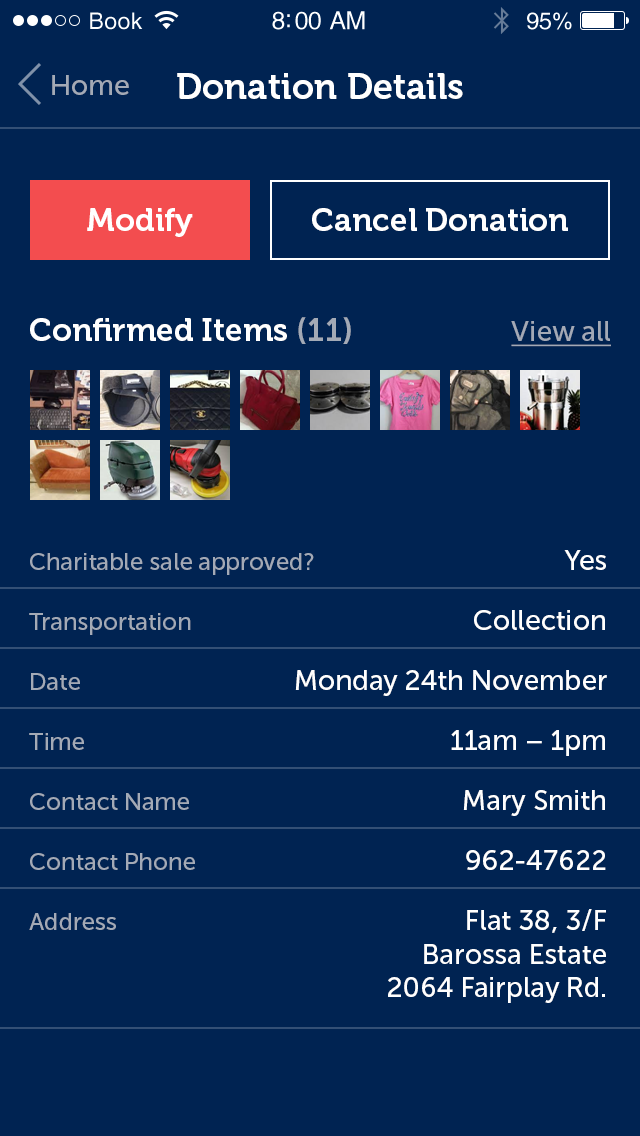 Book
8:00 AM
95%
Home
Donation Details
Modify
Cancel Donation
Confirmed Items (11)
View all
Charitable sale approved?
Yes
Transportation
Collection
Date
Monday 24th November
Time
11am – 1pm
Contact Name
Mary Smith
Contact Phone
962-47622
Address
Flat 38, 3/F
Barossa Estate
2064 Fairplay Rd.